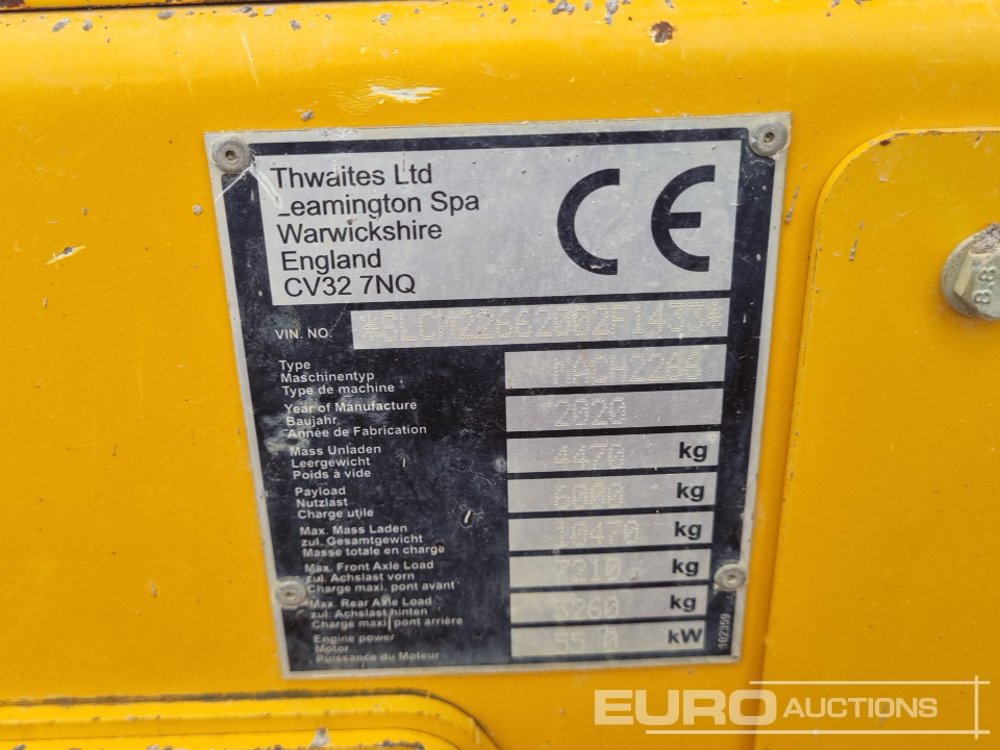 Thwaites Ltd
Leamington Spa
Warwickshire
England
CV32 7NQ
CE
VIN. NO.
Type
Maschinentyp
Type de machine
Year of Manufacture
Baujahr
Année de Fabrication
2020
Mass Unladen
Leergewicht
Poids à vide
4470 kg
Payload
Nutzlast
Charge utile
6000 kg
Max. Mass Laden
zul. Gesamtgewicht
Masse totale en charge
10470 kg
Max. Front Axle Load
zul. Achslast vorn
Charge maxi. pont avant
7210 kg
Max. Rear Axle Load
zul. Achslast hinten
Charge maxi pont arrière
3260 kg
Engine power
Motor
Puissance du Moteur
kW
102359
8.8
EURO AUCTIONS